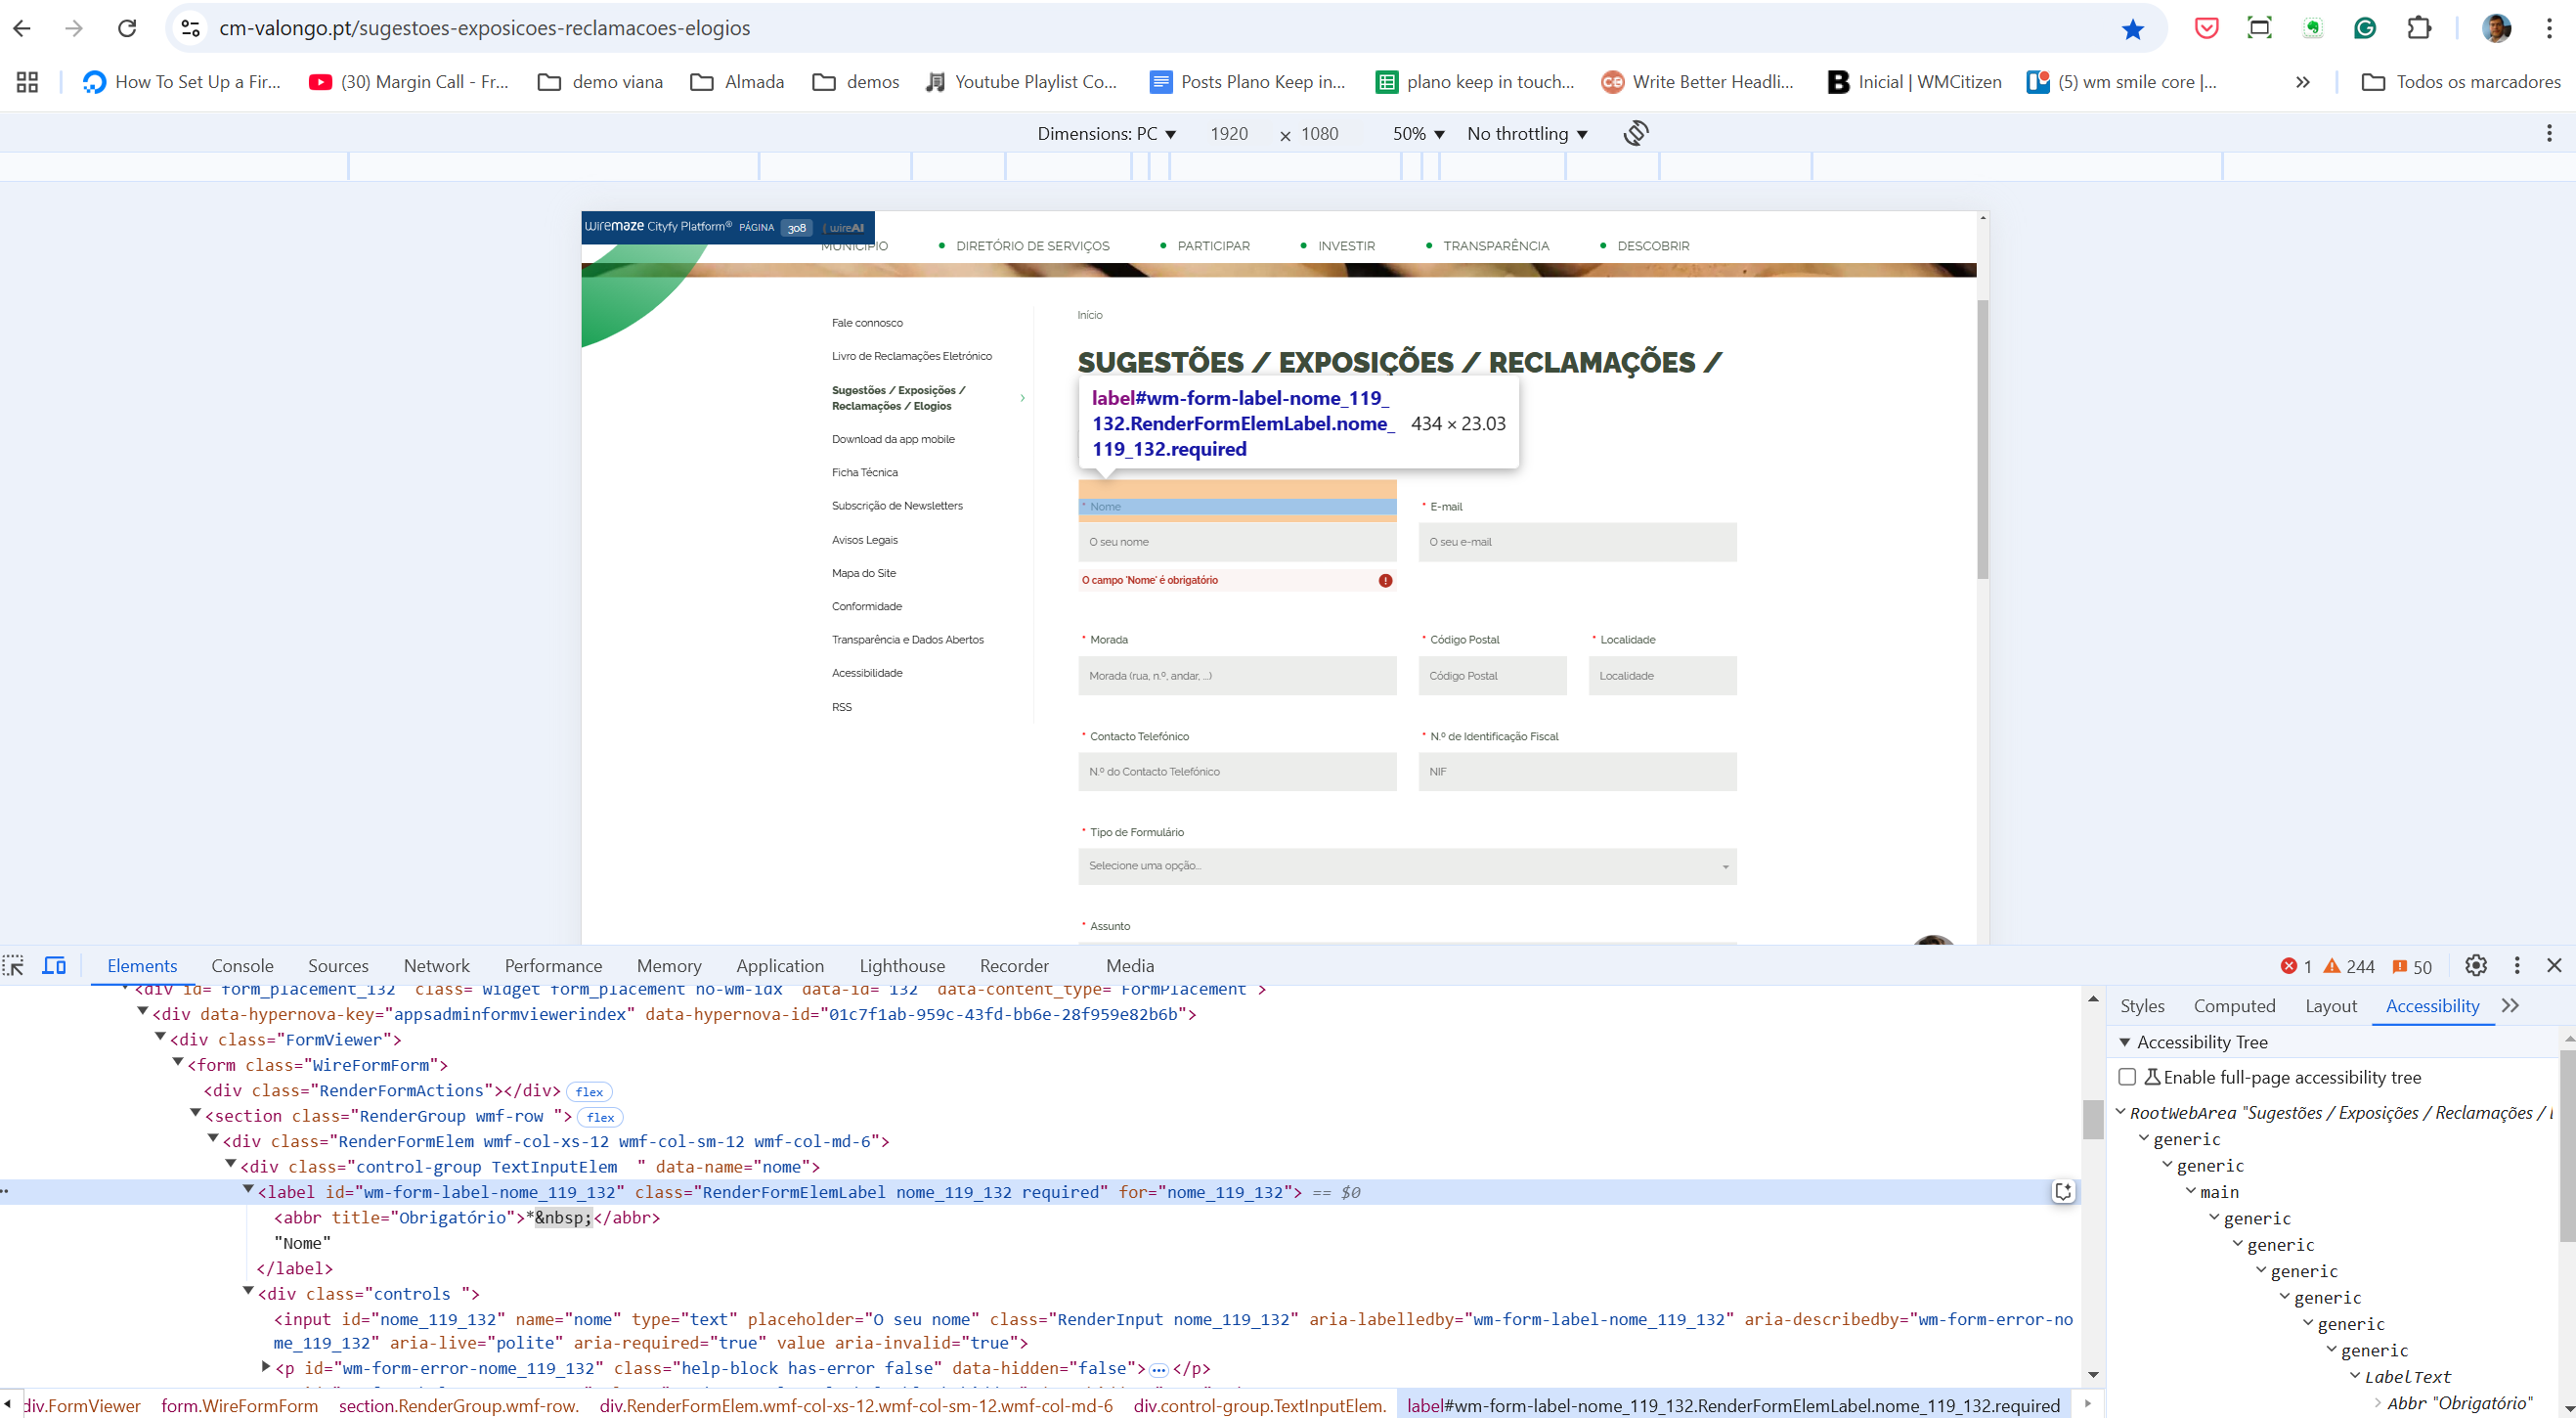 cm-valongo.pt/sugestoes-exposicoes-reclamacoes-elogios
How To Set Up a Fir... (30) Margin Call - Fr... demo viana Almada demos Youtube Playlist Co... Posts Plano Keep in... plano keep in touch... Write Better Headli... Inicial | WMCitizen (5) wm smile core |... » Todos os marcadores
Dimensions: PC 1920 × 1080 50% No throttling
wiremaze Cityfy Platform® PÁGINA 308 { wireAI
MUNICÍPIO DIRETÓRIO DE SERVIÇOS PARTICIPAR INVESTIR TRANSPARÊNCIA DESCOBRIR
Fale connosco
Livro de Reclamações Eletrónico
Sugestões / Exposições /
Reclamações / Elogios
Download da app mobile
Ficha Técnica
Subscrição de Newsletters
Avisos Legais
Mapa do Site
Conformidade
Transparência e Dados Abertos
Acessibilidade
RSS
Início
SUGESTÕES / EXPOSIÇÕES / RECLAMAÇÕES /
label#wm-form-label-nome_119_
132.RenderFormElemLabel.nome_ 434 × 23.03
119_132.required
* Nome * E-mail
O seu nome O seu e-mail
O campo 'Nome' é obrigatório
* Morada * Código Postal * Localidade
Morada (rua, n.º, andar, ...) Código Postal Localidade
* Contacto Telefónico * N.º de Identificação Fiscal
N.º do Contacto Telefónico NIF
* Tipo de Formulário
Selecione uma opção...
* Assunto
Elements Console Sources Network Performance Memory Application Lighthouse Recorder Media 1 244 50
<div id="form_placement_132" class="widget form_placement no-wm-idx" data-id="132" data-content_type="FormPlacement">
<div data-hypernova-key="appsadminformviewerindex" data-hypernova-id="01c7f1ab-959c-43fd-bb6e-28f959e82b6b">
<div class="FormViewer">
<form class="WireFormForm">
<div class="RenderFormActions"></div> flex
<section class="RenderGroup wmf-row "> flex
<div class="RenderFormElem wmf-col-xs-12 wmf-col-sm-12 wmf-col-md-6">
<div class="control-group TextInputElem  " data-name="nome">
<label id="wm-form-label-nome_119_132" class="RenderFormElemLabel nome_119_132 required" for="nome_119_132"> == $0
<abbr title="Obrigatório">*&nbsp;</abbr>
"Nome"
</label>
<div class="controls ">
<input id="nome_119_132" name="nome" type="text" placeholder="O seu nome" class="RenderInput nome_119_132" aria-labelledby="wm-form-label-nome_119_132" aria-describedby="wm-form-error-no
me_119_132" aria-live="polite" aria-required="true" value aria-invalid="true">
<p id="wm-form-error-nome_119_132" class="help-block has-error false" data-hidden="false">…</p>
div.FormViewer form.WireFormForm section.RenderGroup.wmf-row. div.RenderFormElem.wmf-col-xs-12.wmf-col-sm-12.wmf-col-md-6 div.control-group.TextInputElem. label#wm-form-label-nome_119_132.RenderFormElemLabel.nome_119_132.required
Styles Computed Layout Accessibility »
Accessibility Tree
Enable full-page accessibility tree
RootWebArea "Sugestões / Exposições / Reclamações /
generic
generic
main
generic
generic
generic
generic
generic
generic
LabelText
Abbr "Obrigatório"